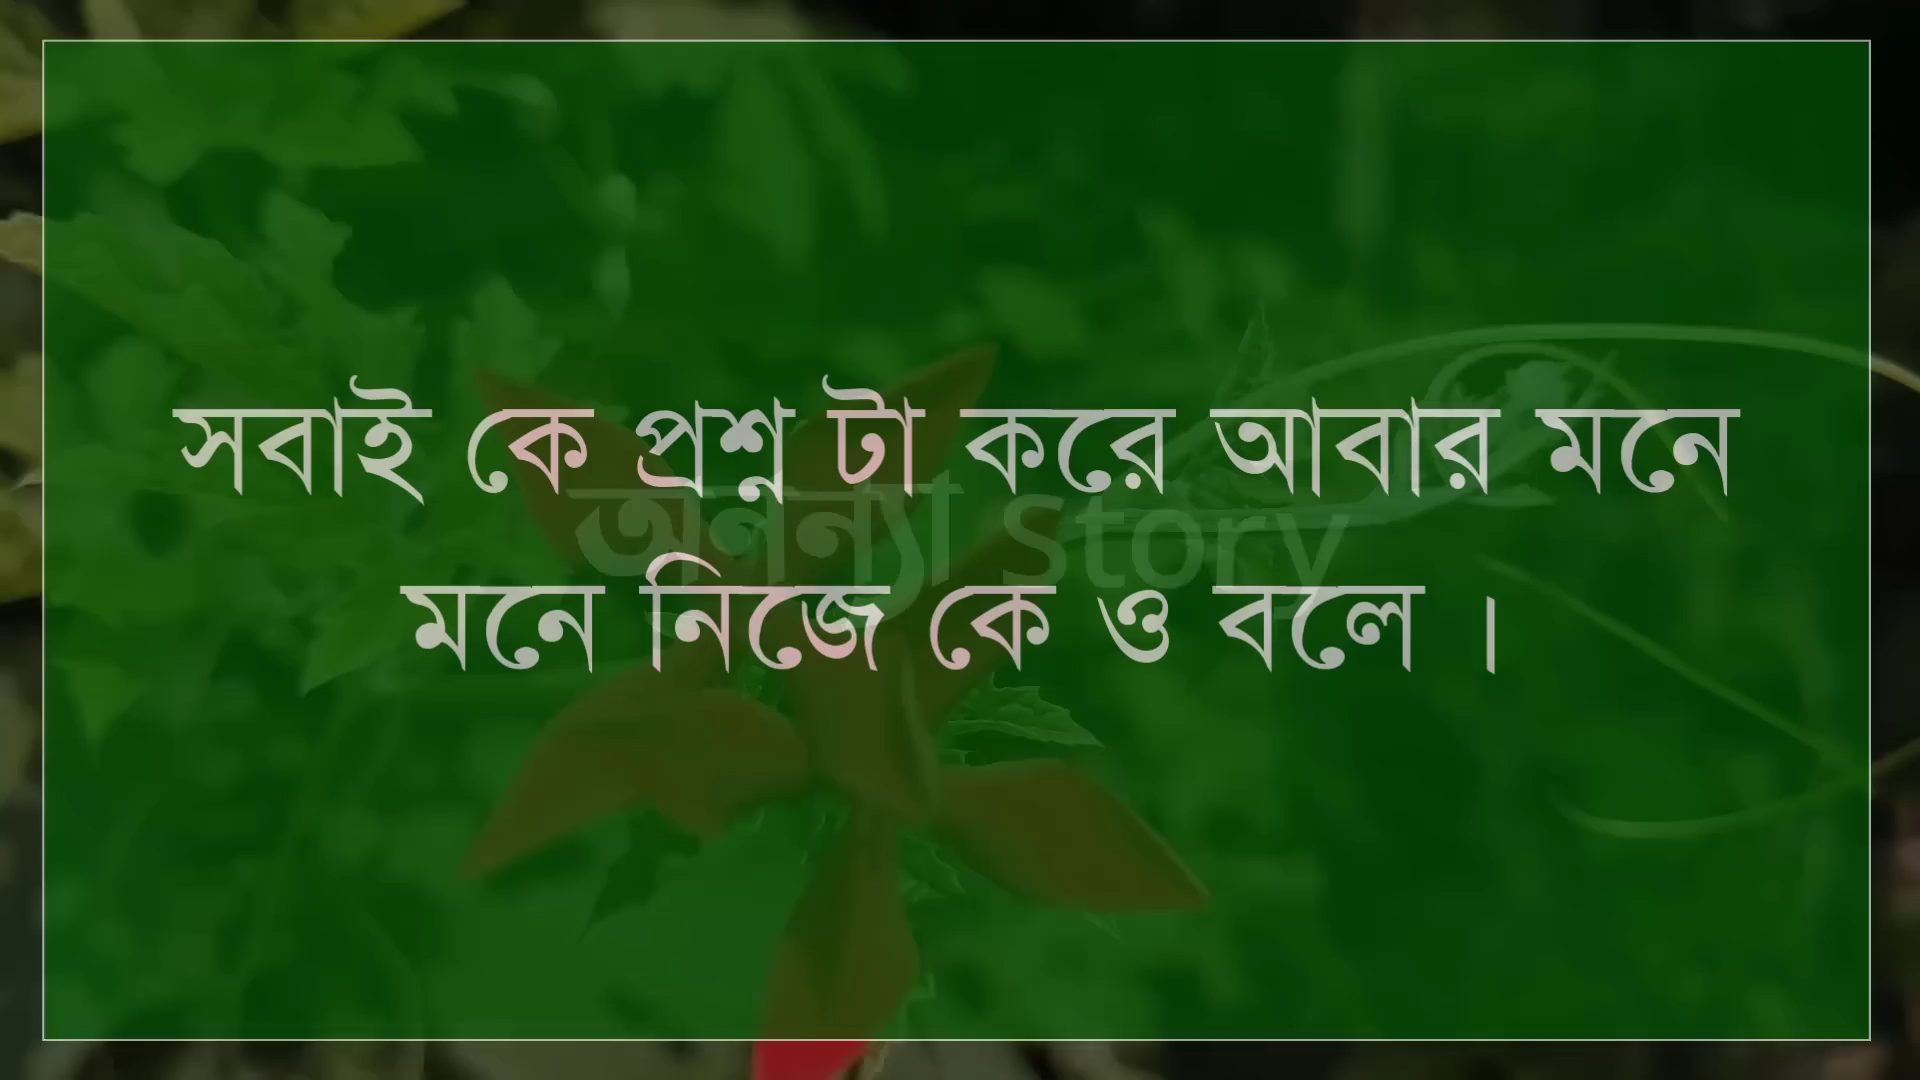 সবাই কে প্রশ্ন টা করে আবার মনে
অনন্যা Story
মনে নিজে কে ও বলে ।